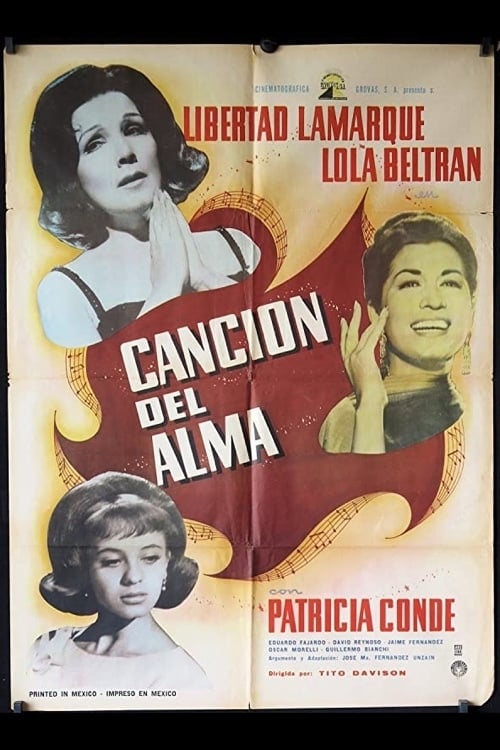 CINEMATOGRAFICA GROVAS, S. A. presenta a:
LIBERTAD LAMARQUE
LOLA BELTRAN
en
CANCION
DEL
ALMA
con
PATRICIA CONDE
EDUARDO FAJARDO - DAVID REYNOSO - JAIME FERNANDEZ
OSCAR MORELLI - GUILLERMO BIANCHI
Argumento y Adaptación: JOSE Ma. FERNANDEZ UNZAIN
Dirigida por: TITO DAVISON
PRINTED IN MEXICO - IMPRESO EN MEXICO